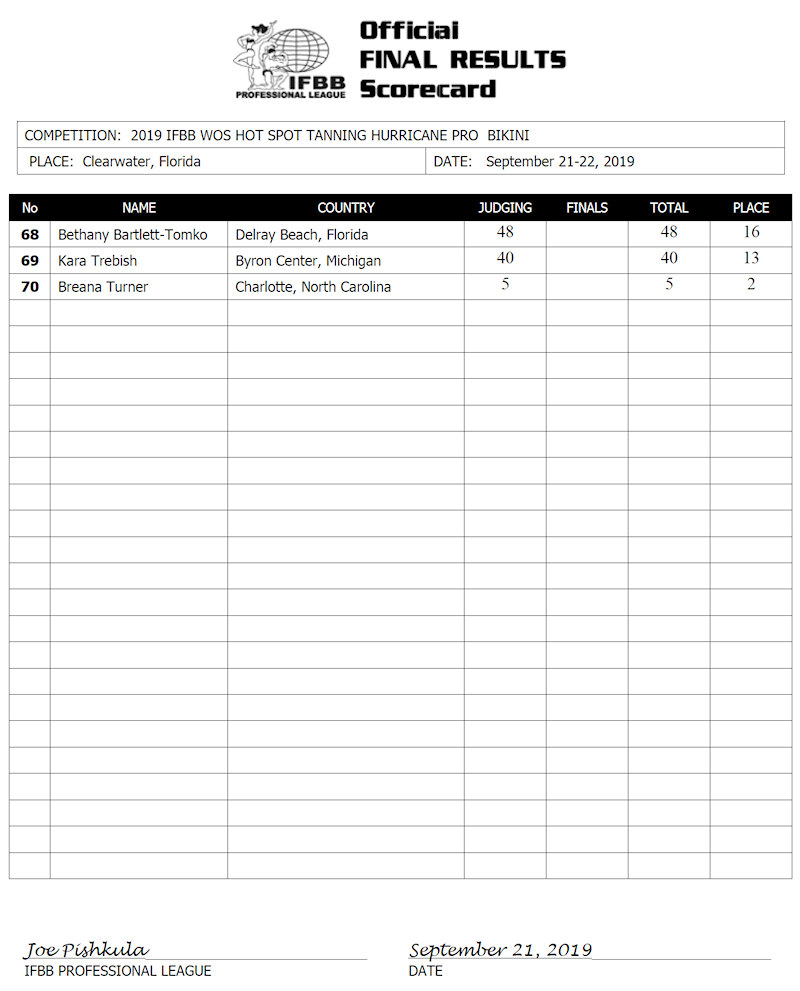 Official
FINAL RESULTS
Scorecard
IFBB
PROFESSIONAL LEAGUE
COMPETITION: 2019 IFBB WOS HOT SPOT TANNING HURRICANE PRO BIKINI
PLACE: Clearwater, Florida DATE: September 21-22, 2019
No NAME COUNTRY JUDGING FINALS TOTAL PLACE
68 Bethany Bartlett-Tomko Delray Beach, Florida 48 48 16
69 Kara Trebish Byron Center, Michigan 40 40 13
70 Breana Turner Charlotte, North Carolina 5 5 2
Joe Pishkula September 21, 2019
IFBB PROFESSIONAL LEAGUE DATE